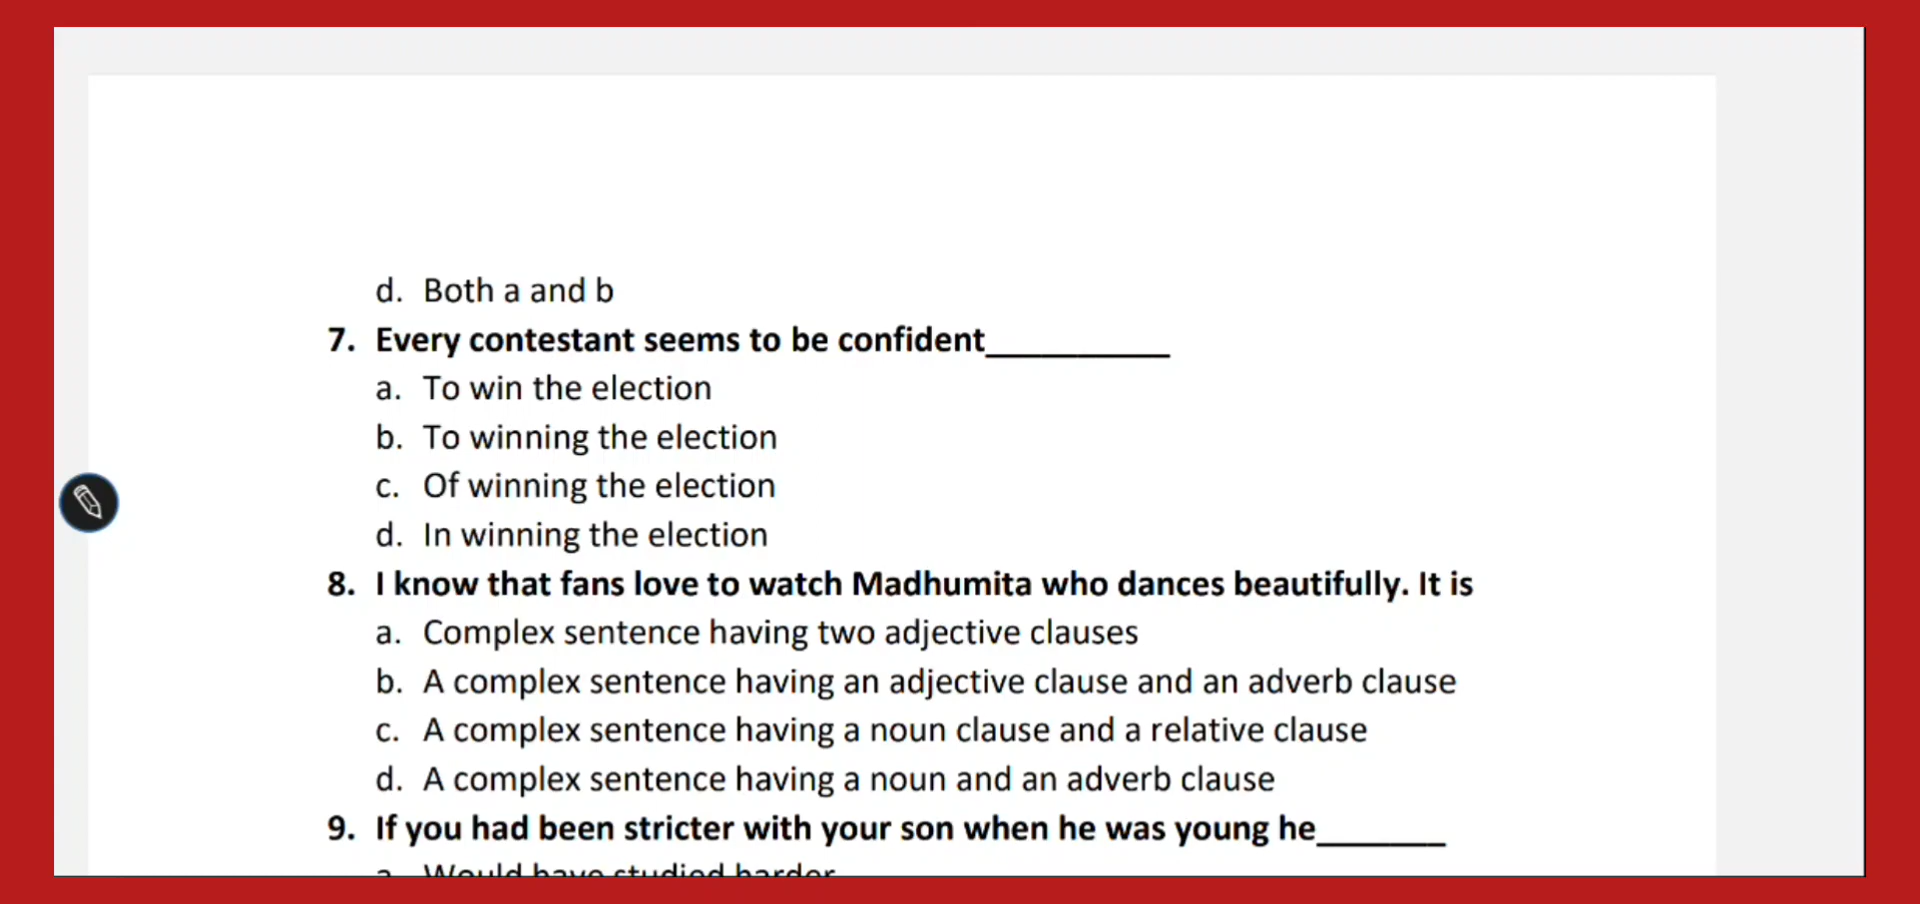 d. Both a and b
7. Every contestant seems to be confident__________
a. To win the election
b. To winning the election
c. Of winning the election
d. In winning the election
8. I know that fans love to watch Madhumita who dances beautifully. It is
a. Complex sentence having two adjective clauses
b. A complex sentence having an adjective clause and an adverb clause
c. A complex sentence having a noun clause and a relative clause
d. A complex sentence having a noun and an adverb clause
9. If you had been stricter with your son when he was young he_______
a. Would have studied harder